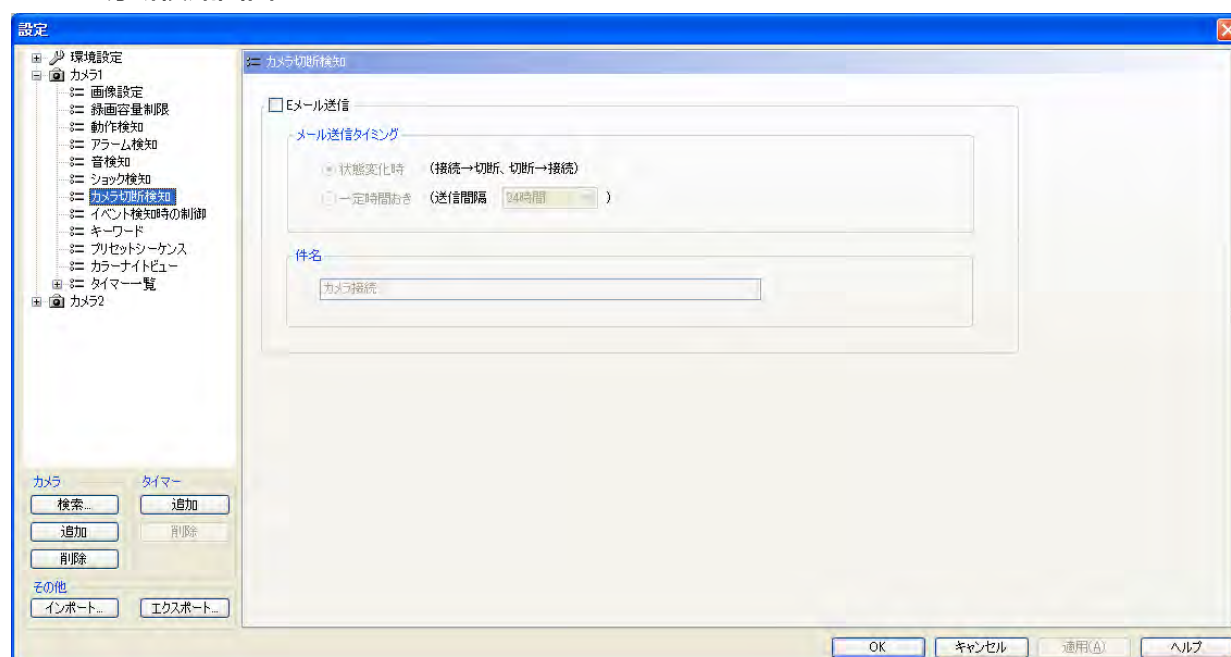 設定
環境設定
カメラ1
画像設定
録画容量制限
動作検知
アラーム検知
音検知
ショック検知
カメラ切断検知
イベント検知時の制御
キーワード
プリセットシーケンス
カラーナイトビュー
タイマー一覧
カメラ2
カメラ タイマー
検索... 追加
追加 削除
削除
その他
インポート... エクスポート...
カメラ切断検知
Eメール送信
メール送信タイミング
状態変化時 (接続→切断、切断→接続)
一定時間おき (送信間隔 24時間 )
件名
カメラ接続
OK キャンセル 適用(A) ヘルプ